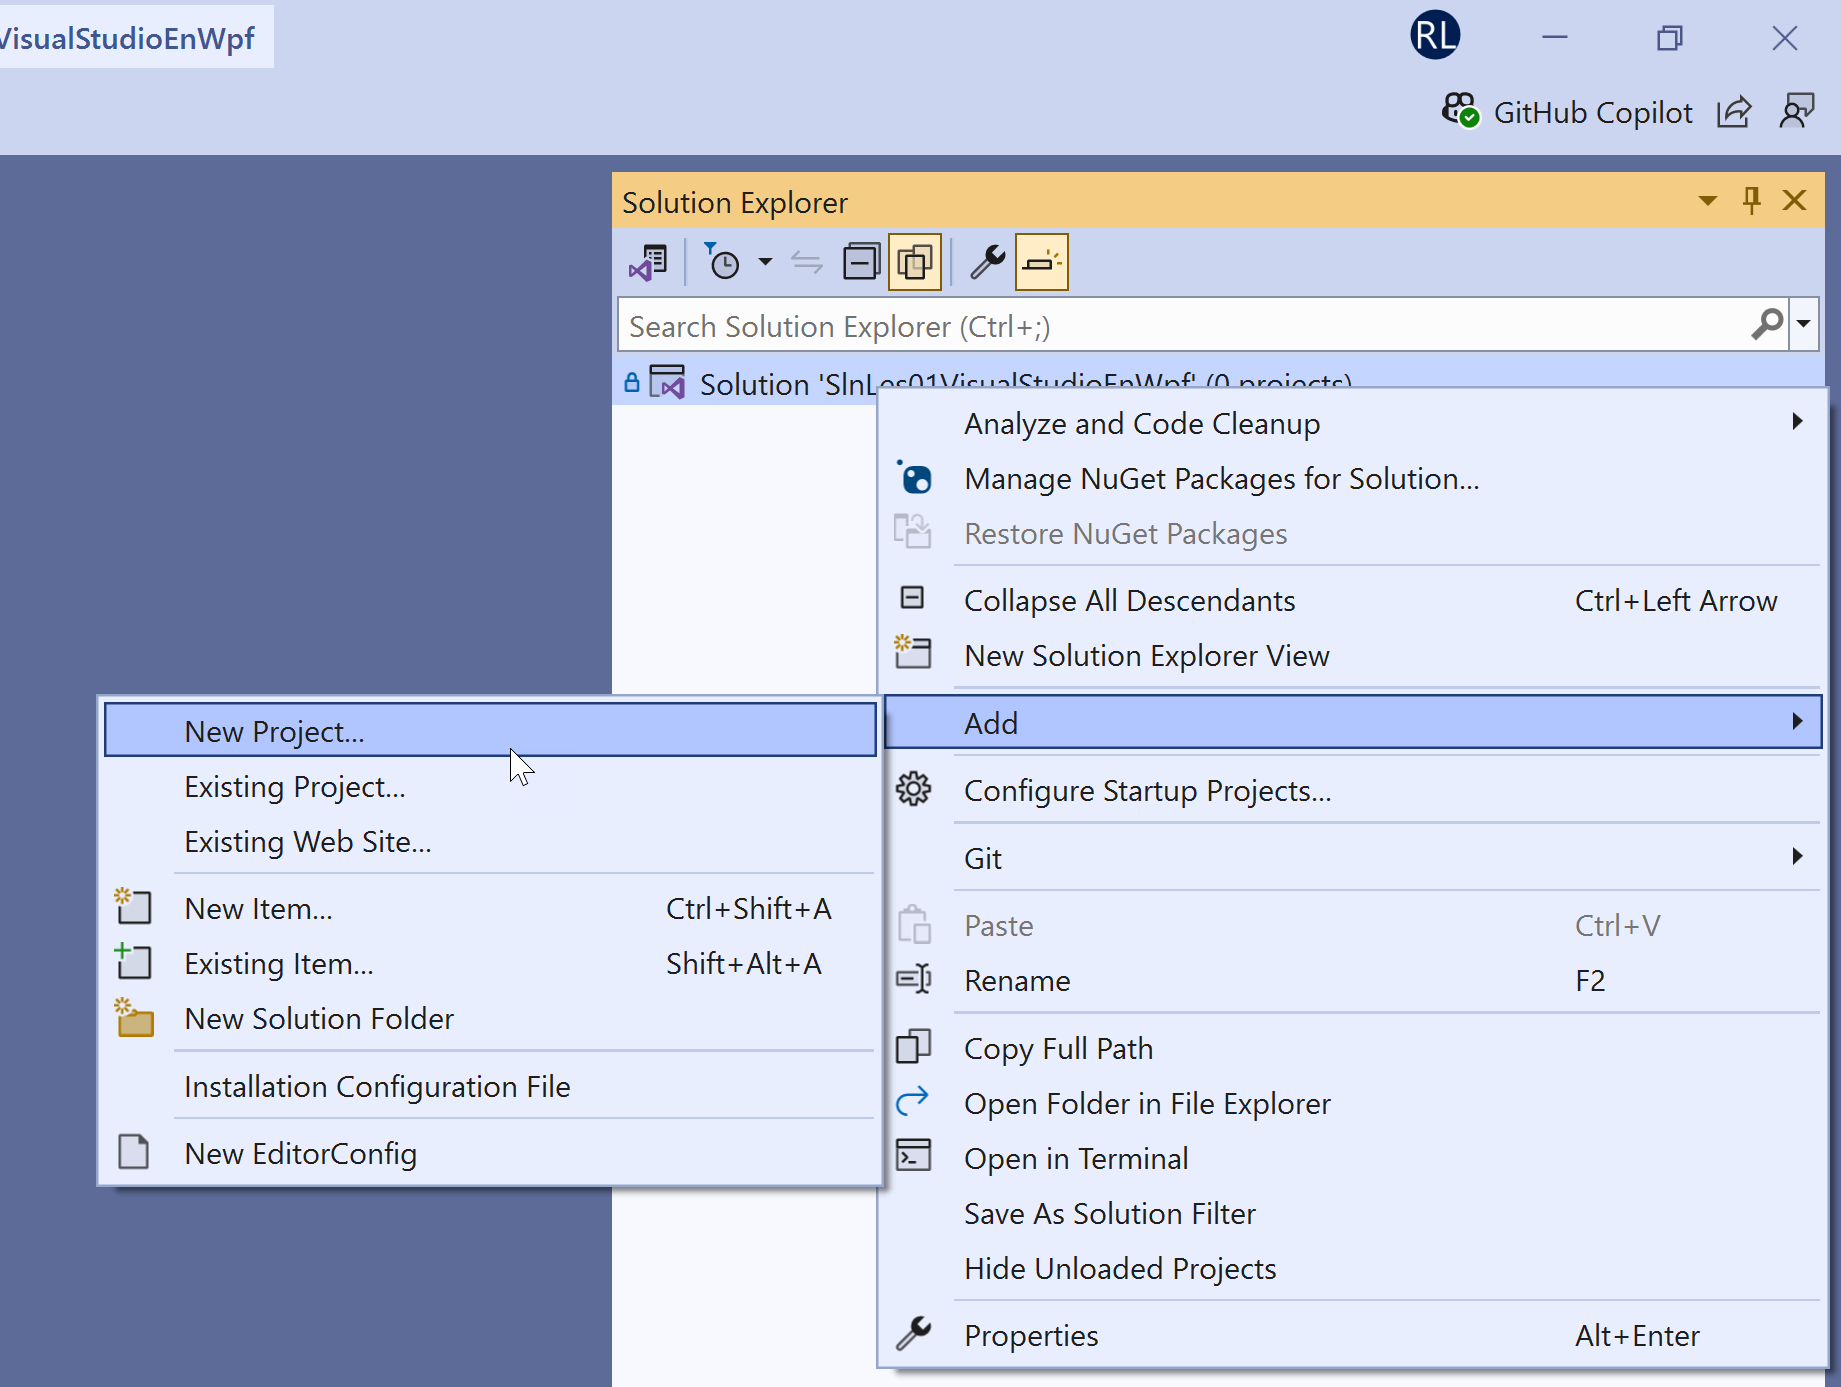 VisualStudioEnWpf
RL
GitHub Copilot
Solution Explorer
Search Solution Explorer (Ctrl+;)
Solution 'SlnLes01VisualStudioEnWpf' (0 projects)
Analyze and Code Cleanup
Manage NuGet Packages for Solution...
Restore NuGet Packages
Collapse All Descendants Ctrl+Left Arrow
New Solution Explorer View
Add
Configure Startup Projects...
Git
Paste Ctrl+V
Rename F2
Copy Full Path
Open Folder in File Explorer
Open in Terminal
Save As Solution Filter
Hide Unloaded Projects
Properties Alt+Enter
New Project...
Existing Project...
Existing Web Site...
New Item... Ctrl+Shift+A
Existing Item... Shift+Alt+A
New Solution Folder
Installation Configuration File
New EditorConfig